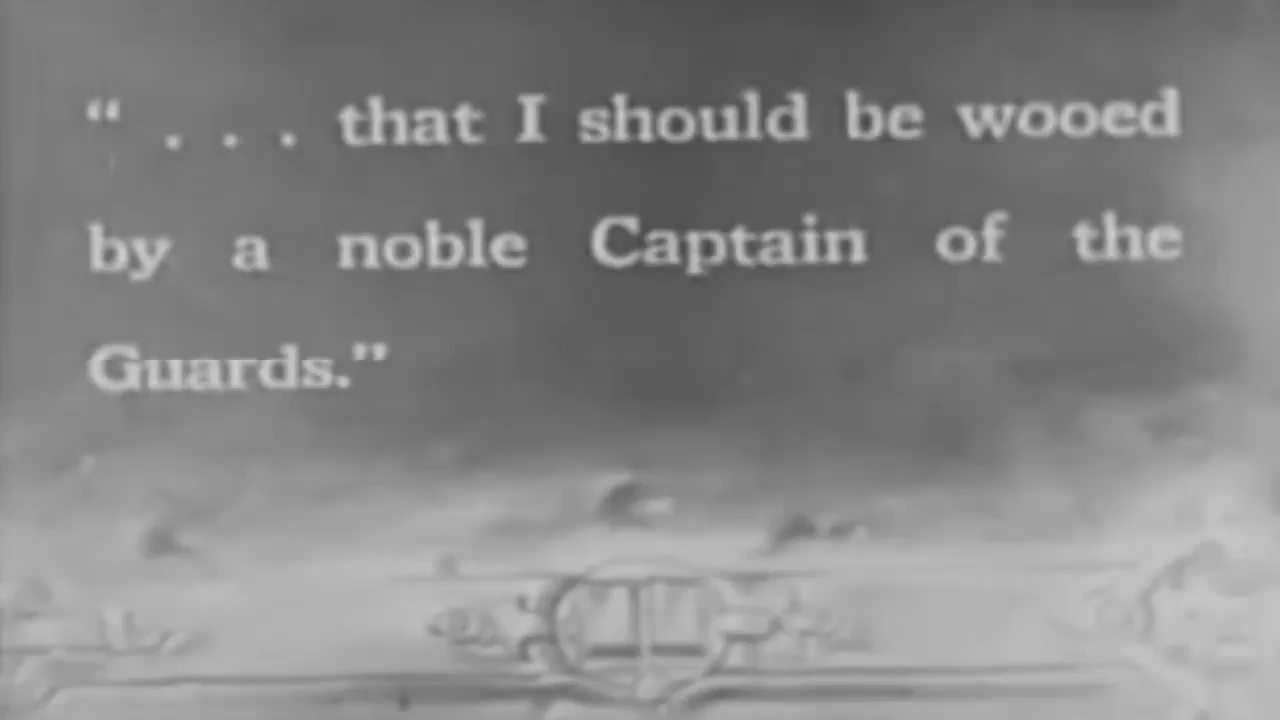 “ . . . that I should be wooed
by a noble Captain of the
Guards.”